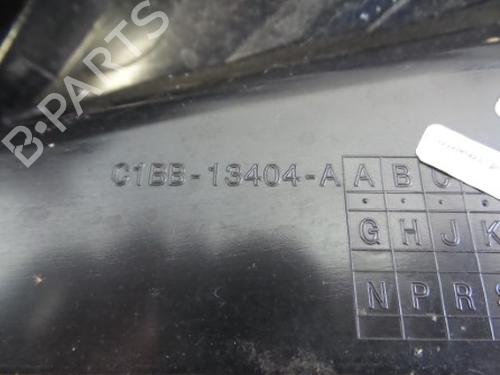 B-PARTS
C1BB-13404-A A B C
G H J K
N P R S